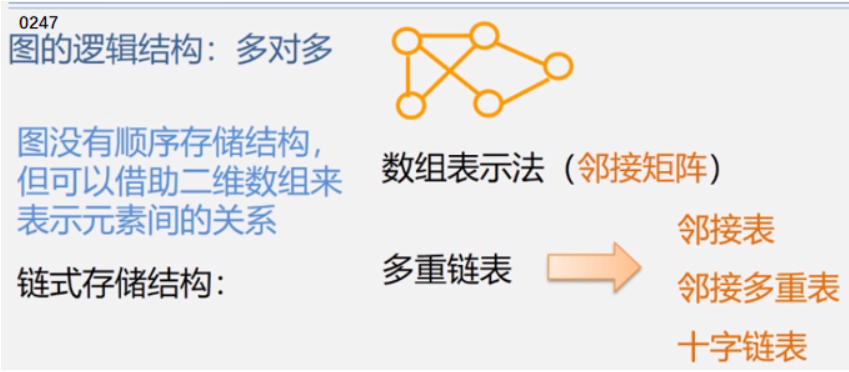 0247
图的逻辑结构：多对多
图没有顺序存储结构，
但可以借助二维数组来
表示元素间的关系
数组表示法（邻接矩阵）
链式存储结构：
多重链表
邻接表
邻接多重表
十字链表